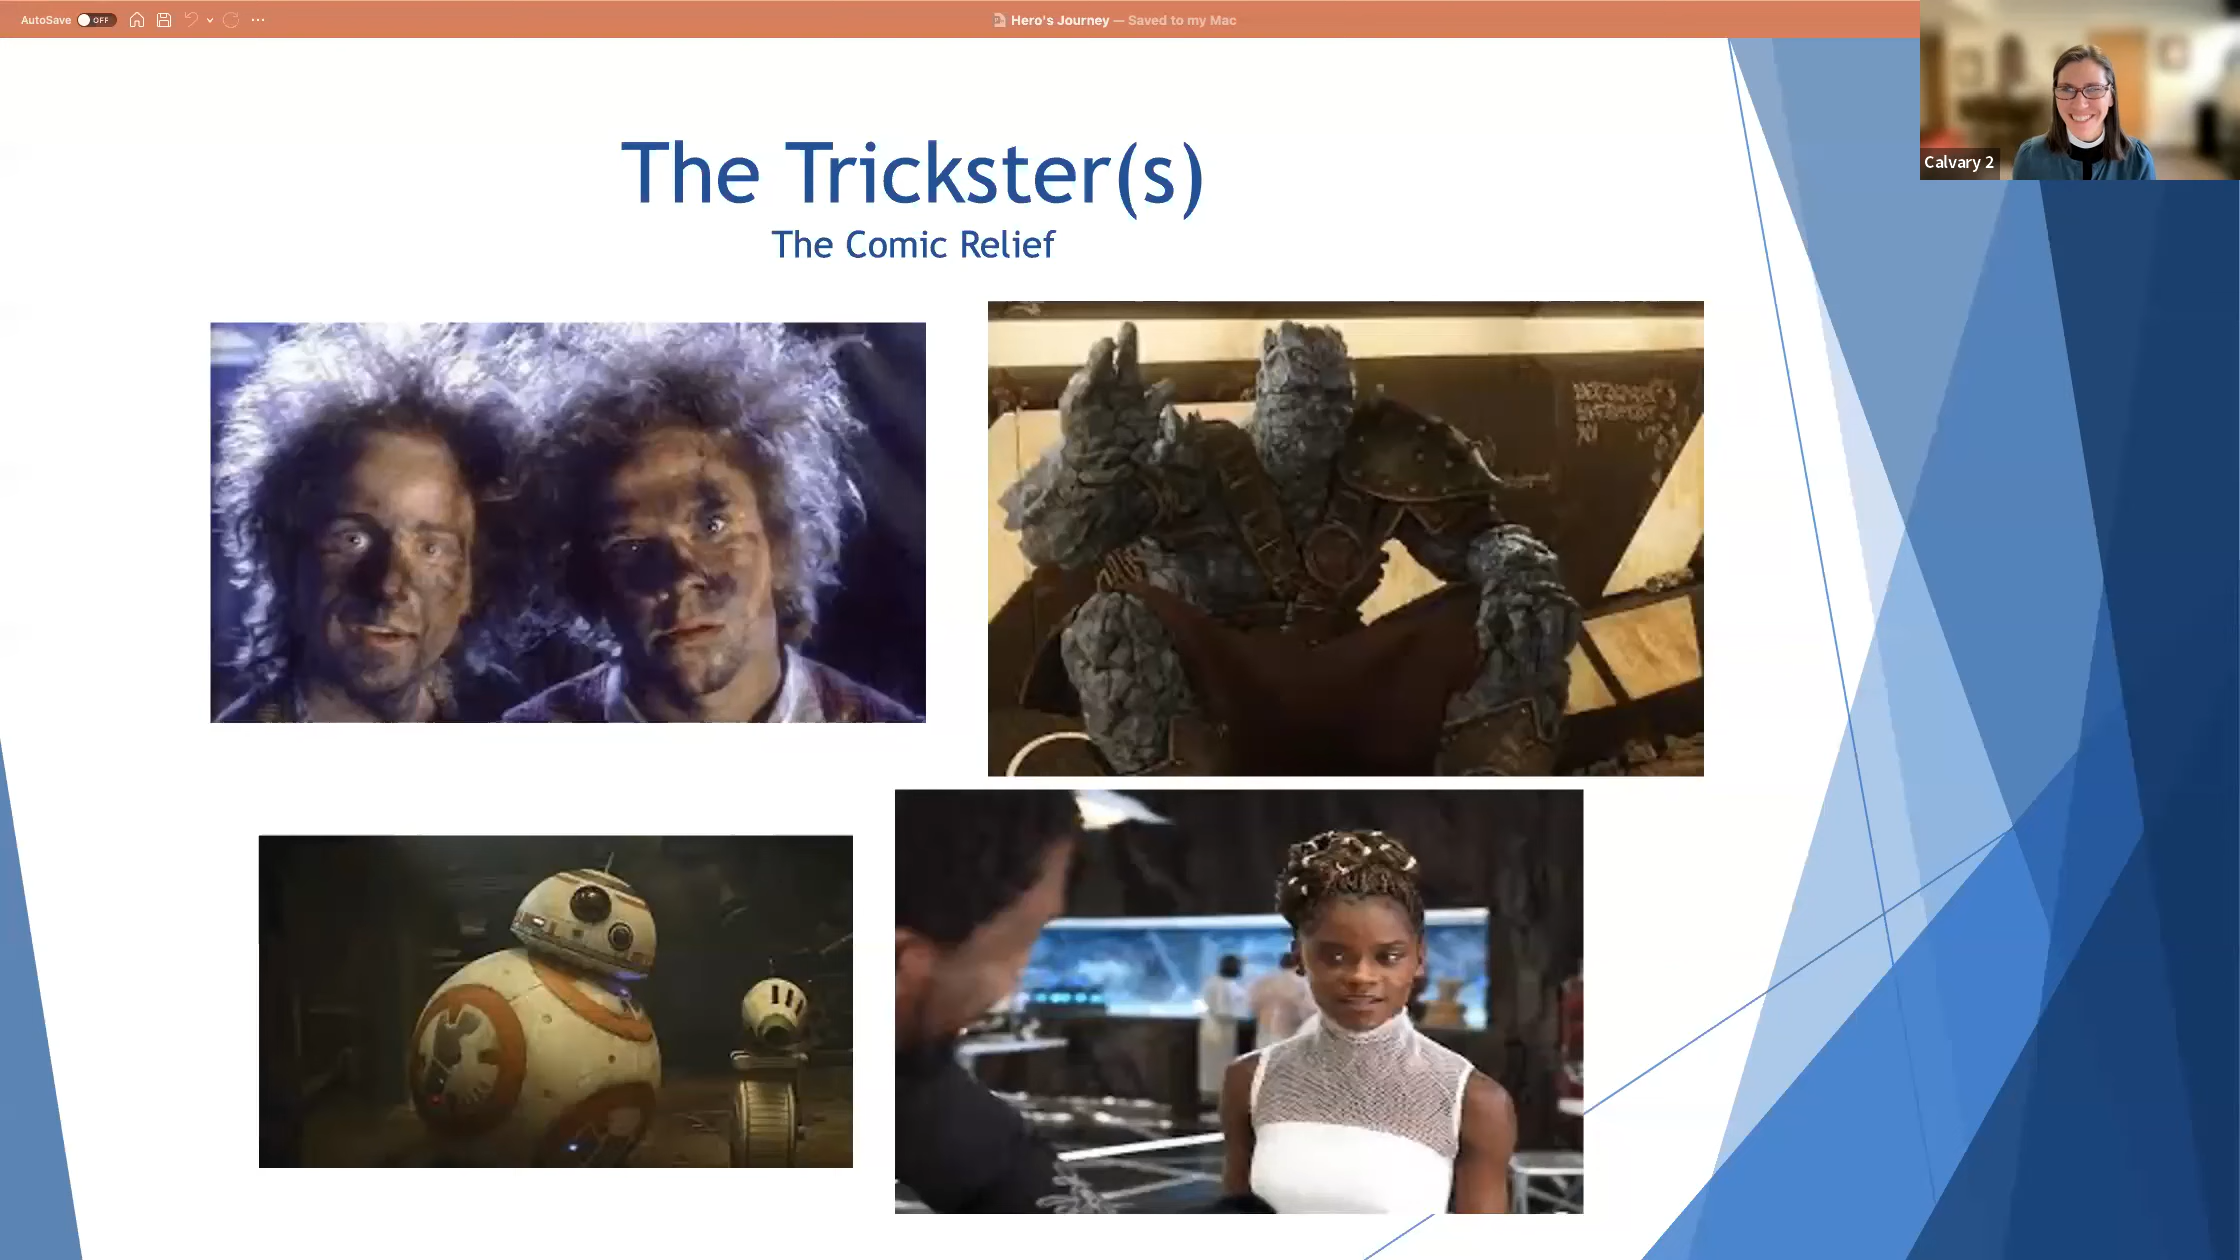 AutoSave OFF
Hero's Journey — Saved to my Mac
Calvary 2
The Trickster(s)
The Comic Relief